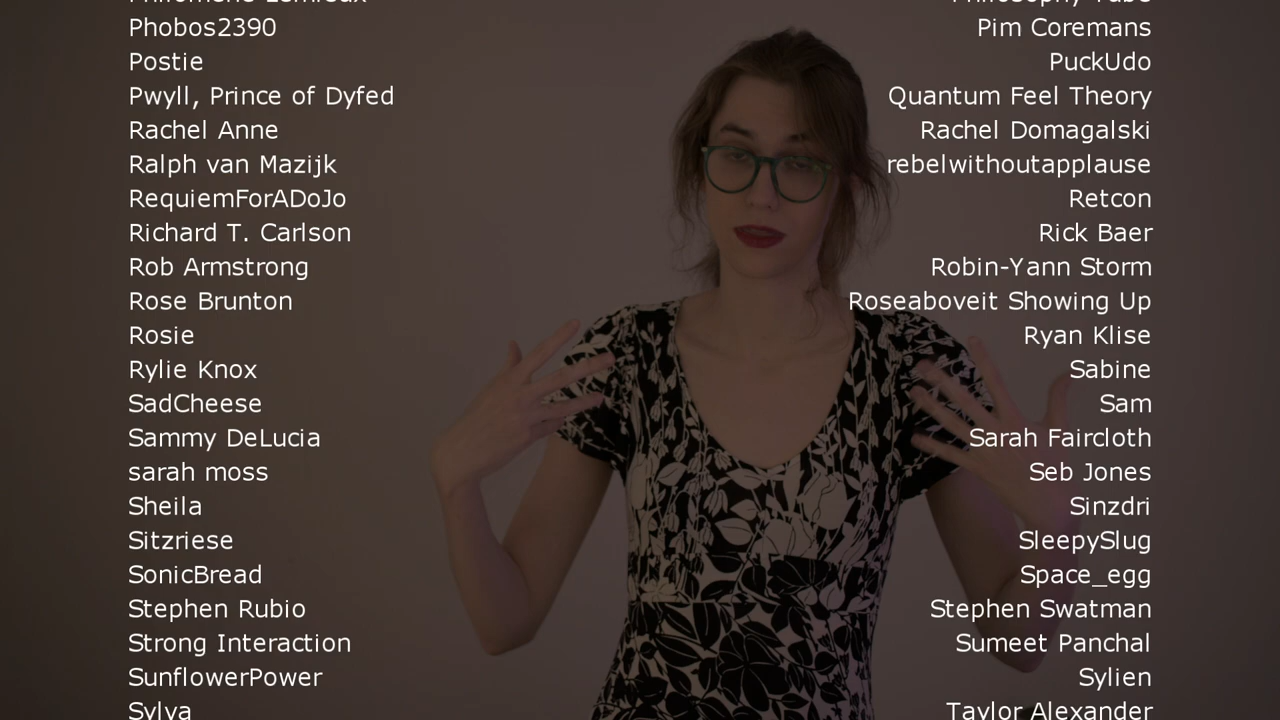 Phobos2390
Pim Coremans
Postie
PuckUdo
Pwyll, Prince of Dyfed
Quantum Feel Theory
Rachel Anne
Rachel Domagalski
Ralph van Mazijk
rebelwithoutapplause
RequiemForADoJo
Retcon
Richard T. Carlson
Rick Baer
Rob Armstrong
Robin-Yann Storm
Rose Brunton
Roseaboveit Showing Up
Rosie
Ryan Klise
Rylie Knox
Sabine
SadCheese
Sam
Sammy DeLucia
Sarah Faircloth
sarah moss
Seb Jones
Sheila
Sinzdri
Sitzriese
SleepySlug
SonicBread
Space_egg
Stephen Rubio
Stephen Swatman
Strong Interaction
Sumeet Panchal
SunflowerPower
Sylien
Sylva
Taylor Alexander